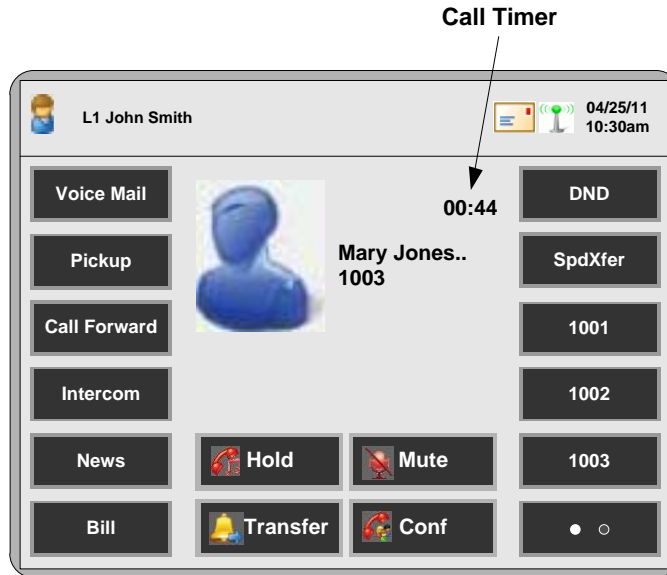 Call Timer
L1 John Smith
04/25/11
10:30am
Voice Mail
Pickup
Call Forward
Intercom
News
Bill
00:44
Mary Jones..
1003
Hold
Mute
Transfer
Conf
DND
SpdXfer
1001
1002
1003